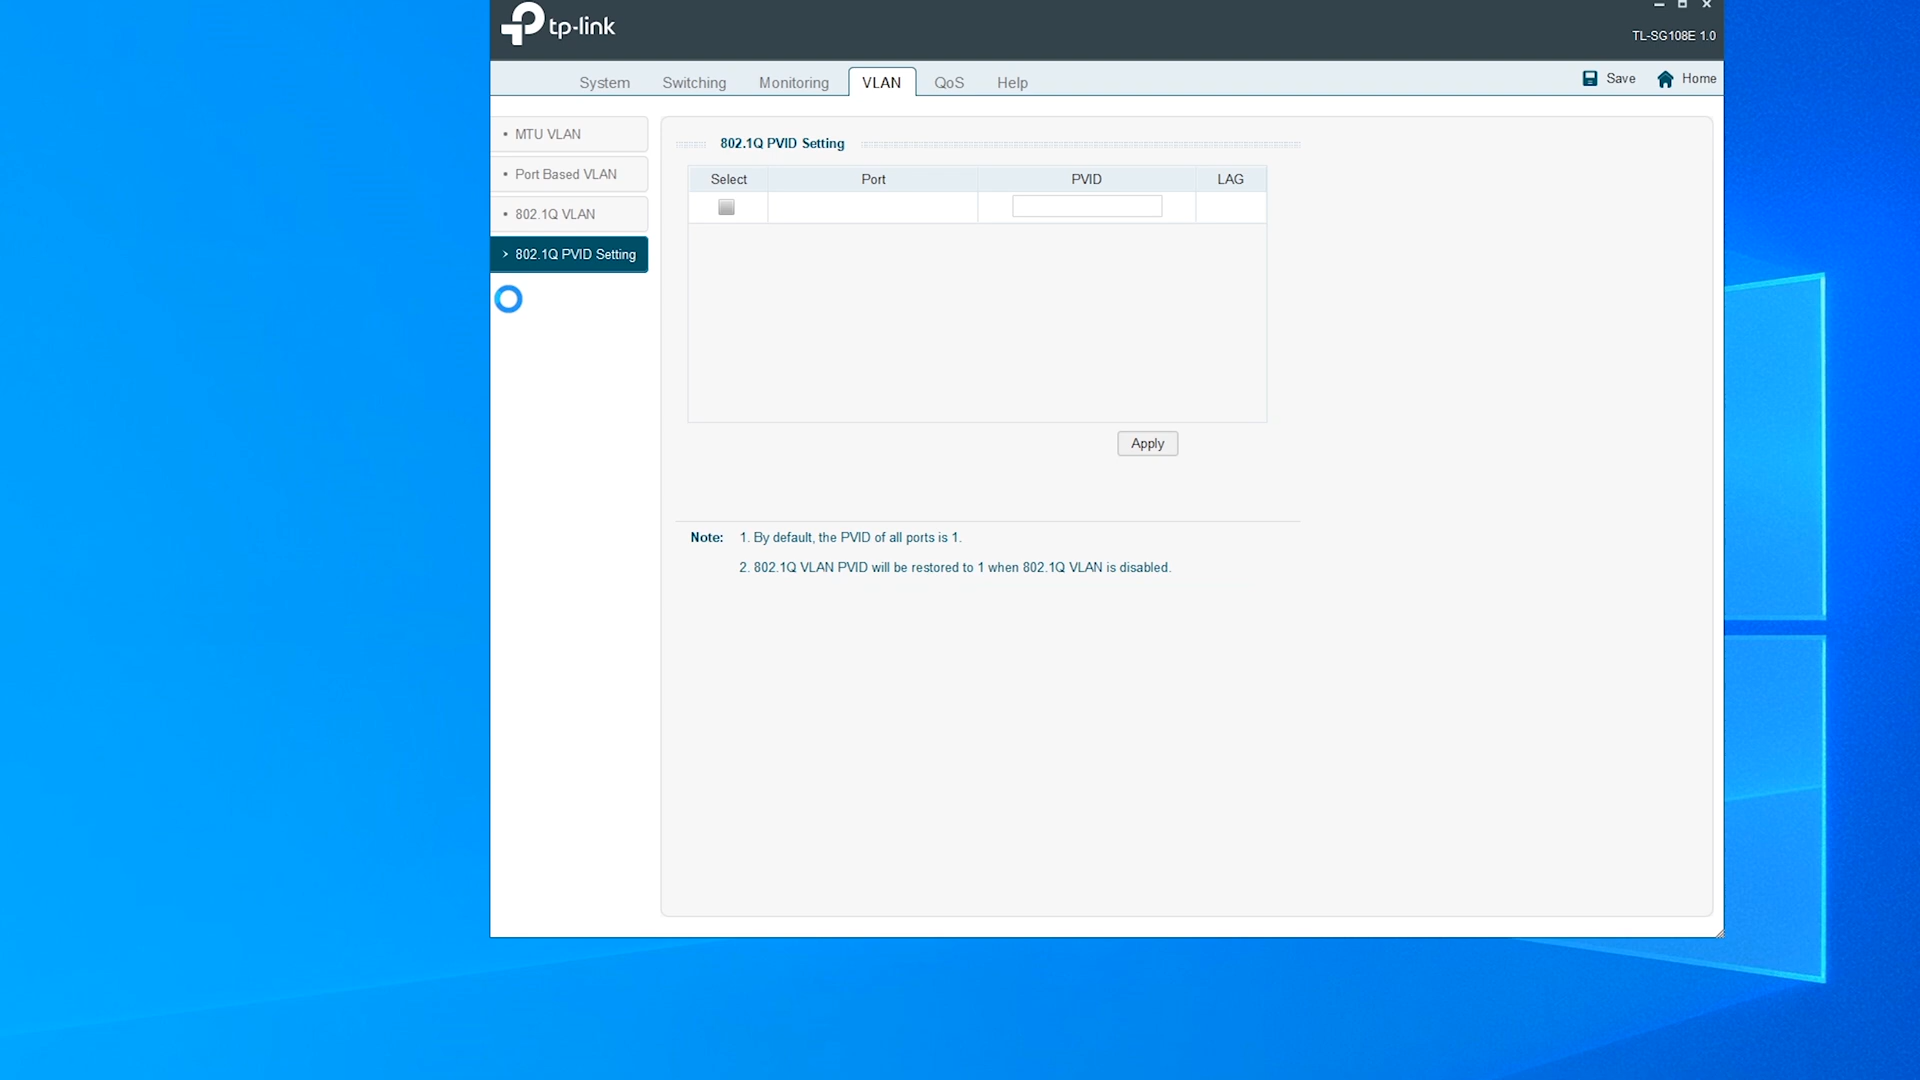 tp-link
TL-SG108E 1.0
System Switching Monitoring VLAN QoS Help Save Home
• MTU VLAN
• Port Based VLAN
• 802.1Q VLAN
› 802.1Q PVID Setting
802.1Q PVID Setting
Select Port PVID LAG
Apply
Note: 1. By default, the PVID of all ports is 1.
2. 802.1Q VLAN PVID will be restored to 1 when 802.1Q VLAN is disabled.